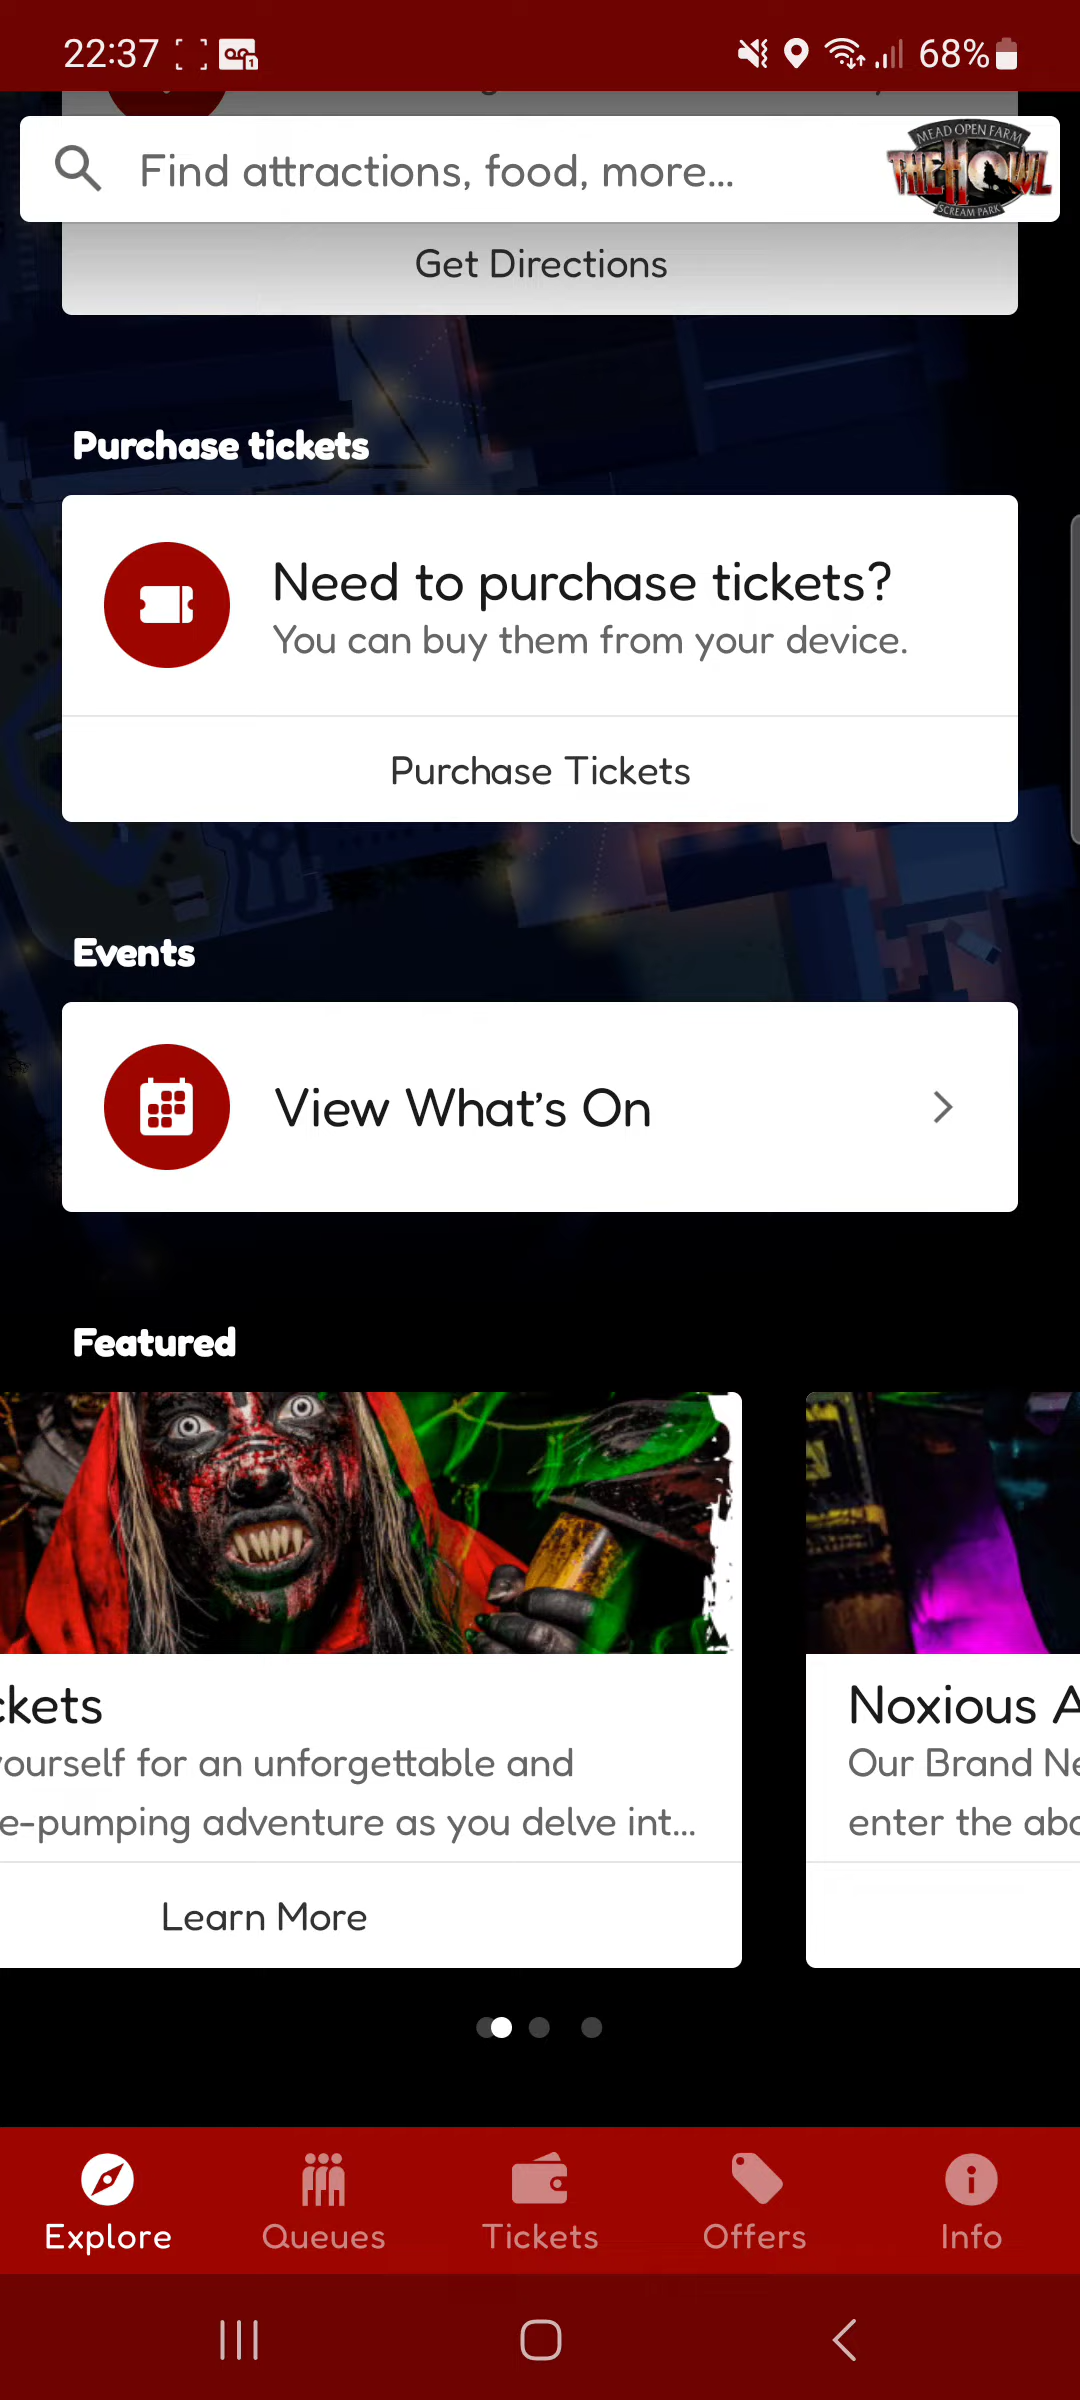 22:37
68%
Find attractions, food, more...
MEAD OPEN FARM
THE HOWL
SCREAM PARK
Get Directions
Purchase tickets
Need to purchase tickets?
You can buy them from your device.
Purchase Tickets
Events
View What's On
Featured
ckets
yourself for an unforgettable and
e-pumping adventure as you delve int...
Learn More
Noxious A
Our Brand Ne
enter the abo
Explore
Queues
Tickets
Offers
Info